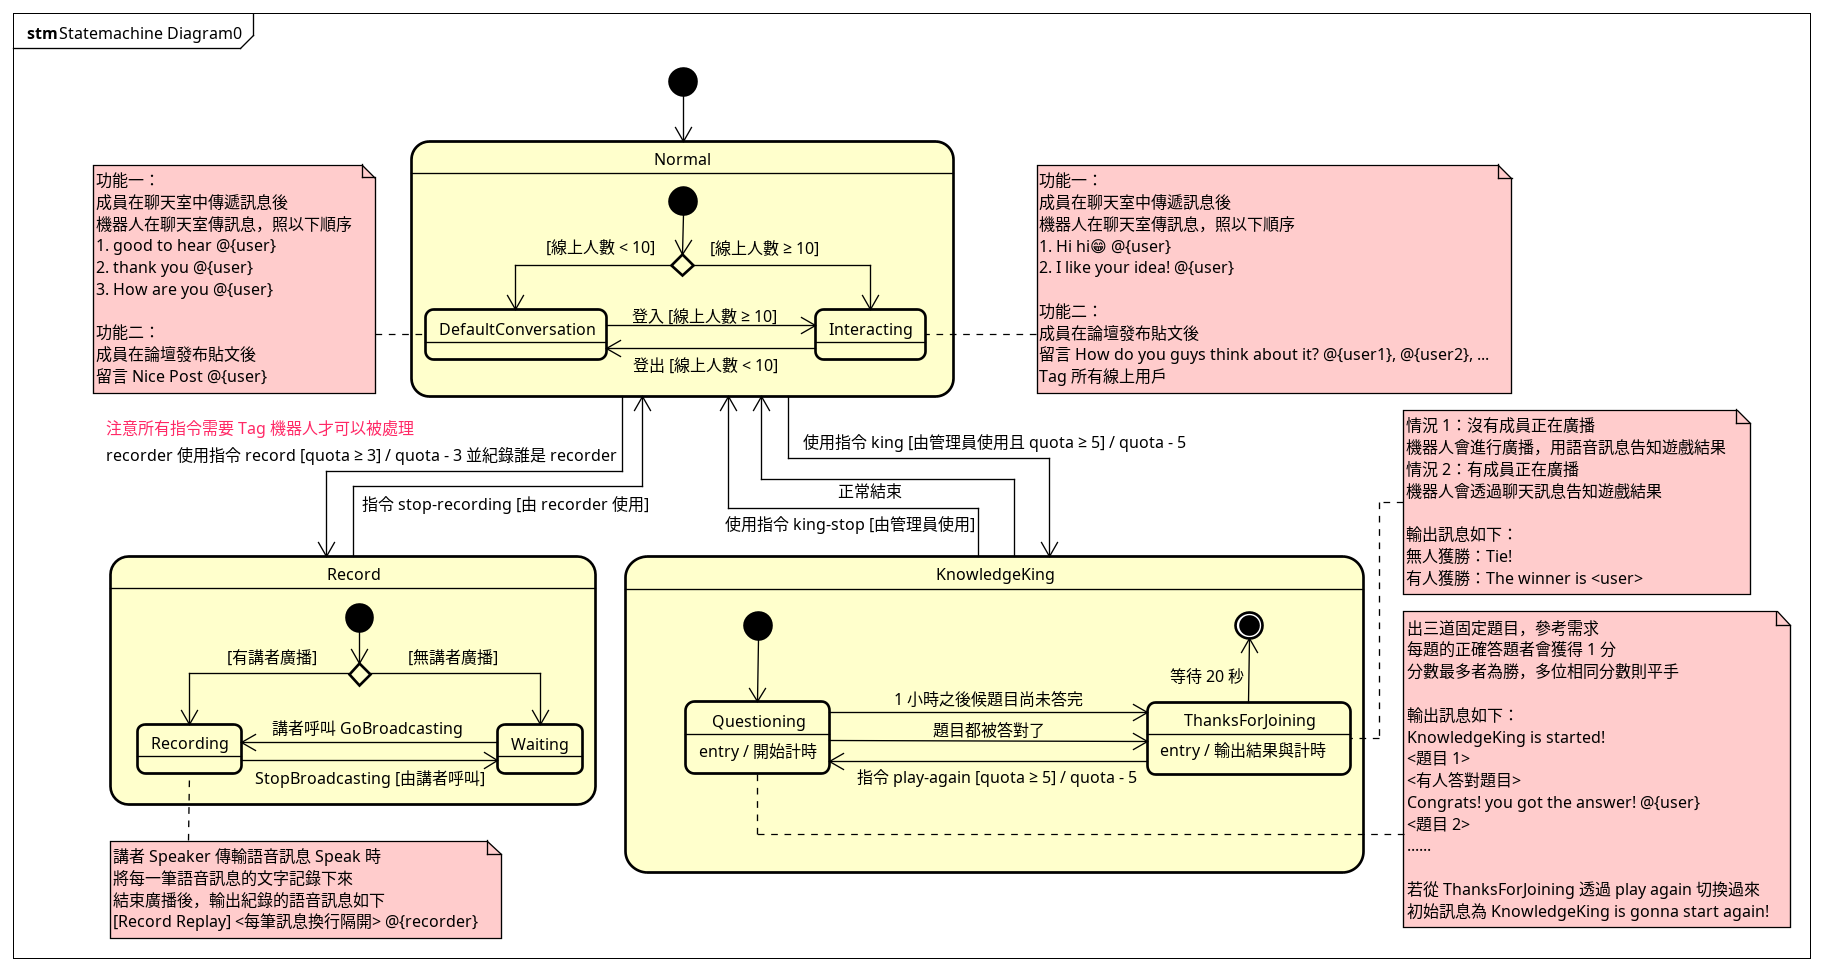 stm Statemachine Diagram0
Normal
[線上人數 < 10]
[線上人數 ≥ 10]
DefaultConversation
登入 [線上人數 ≥ 10]
Interacting
登出 [線上人數 < 10]
功能一：
成員在聊天室中傳遞訊息後
機器人在聊天室傳訊息，照以下順序
1. good to hear @{user}
2. thank you @{user}
3. How are you @{user}
功能二：
成員在論壇發布貼文後
留言 Nice Post @{user}
功能一：
成員在聊天室中傳遞訊息後
機器人在聊天室傳訊息，照以下順序
1. Hi hi😁 @{user}
2. I like your idea! @{user}
功能二：
成員在論壇發布貼文後
留言 How do you guys think about it? @{user1}, @{user2}, ...
Tag 所有線上用戶
注意所有指令需要 Tag 機器人才可以被處理
recorder 使用指令 record [quota ≥ 3] / quota - 3 並紀錄誰是 recorder
指令 stop-recording [由 recorder 使用]
使用指令 king [由管理員使用且 quota ≥ 5] / quota - 5
正常結束
使用指令 king-stop [由管理員使用]
Record
[有講者廣播]
[無講者廣播]
Recording
講者呼叫 GoBroadcasting
Waiting
StopBroadcasting [由講者呼叫]
講者 Speaker 傳輸語音訊息 Speak 時
將每一筆語音訊息的文字記錄下來
結束廣播後，輸出紀錄的語音訊息如下
[Record Replay] <每筆訊息換行隔開> @{recorder}
KnowledgeKing
等待 20 秒
Questioning
entry / 開始計時
1 小時之後候題目尚未答完
題目都被答對了
指令 play-again [quota ≥ 5] / quota - 5
ThanksForJoining
entry / 輸出結果與計時
情況 1：沒有成員正在廣播
機器人會進行廣播，用語音訊息告知遊戲結果
情況 2：有成員正在廣播
機器人會透過聊天訊息告知遊戲結果
輸出訊息如下：
無人獲勝：Tie!
有人獲勝：The winner is <user>
出三道固定題目，參考需求
每題的正確答題者會獲得 1 分
分數最多者為勝，多位相同分數則平手
輸出訊息如下：
KnowledgeKing is started!
<題目 1>
<有人答對題目>
Congrats! you got the answer! @{user}
<題目 2>
......
若從 ThanksForJoining 透過 play again 切換過來
初始訊息為 KnowledgeKing is gonna start again!